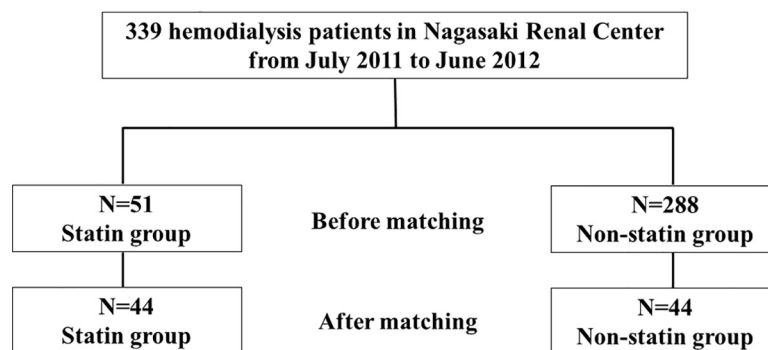 339 hemodialysis patients in Nagasaki Renal Center
from July 2011 to June 2012
N=51
Statin group
Before matching
N=288
Non-statin group
N=44
Statin group
After matching
N=44
Non-statin group